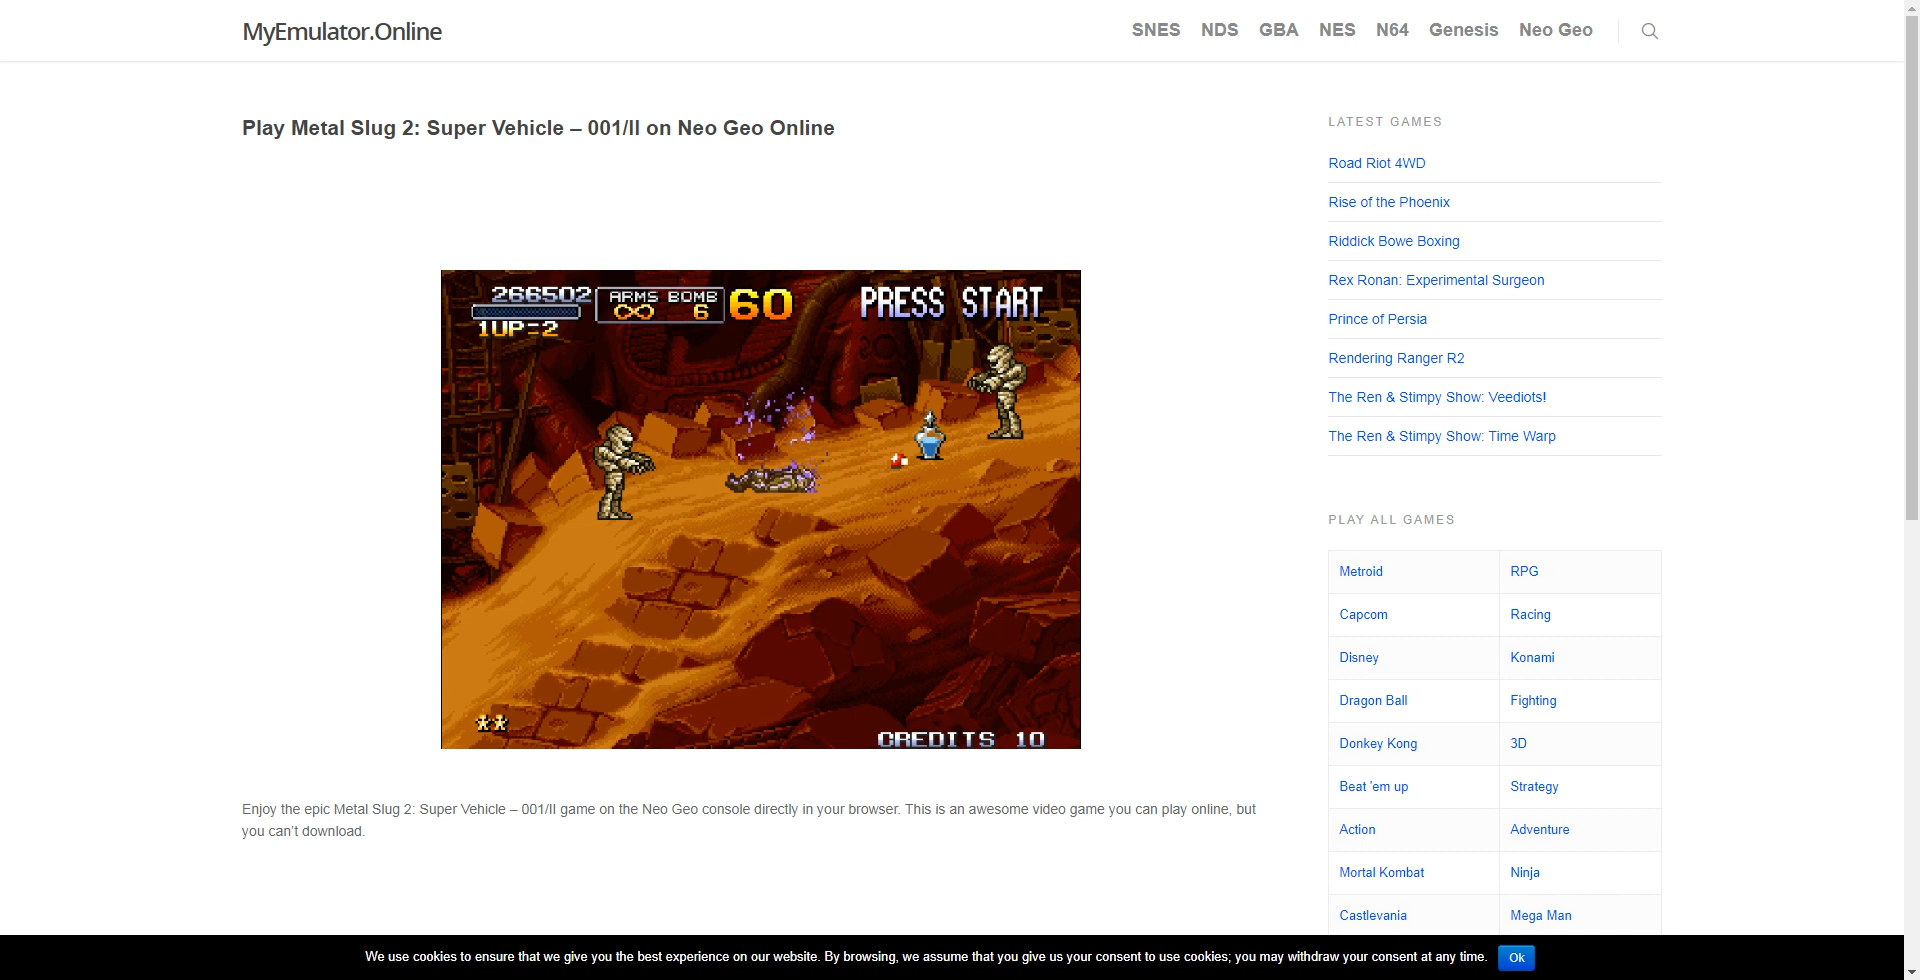 MyEmulator.Online
SNES NDS GBA NES N64 Genesis Neo Geo
Play Metal Slug 2: Super Vehicle – 001/II on Neo Geo Online
266502
ARMS BOMB
∞ 6
60
PRESS START
1UP=2
CREDITS 10
Enjoy the epic Metal Slug 2: Super Vehicle – 001/II game on the Neo Geo console directly in your browser. This is an awesome video game you can play online, but
you can't download.
LATEST GAMES
Road Riot 4WD
Rise of the Phoenix
Riddick Bowe Boxing
Rex Ronan: Experimental Surgeon
Prince of Persia
Rendering Ranger R2
The Ren & Stimpy Show: Veediots!
The Ren & Stimpy Show: Time Warp
PLAY ALL GAMES
Metroid RPG
Capcom Racing
Disney Konami
Dragon Ball Fighting
Donkey Kong 3D
Beat 'em up Strategy
Action Adventure
Mortal Kombat Ninja
Castlevania Mega Man
We use cookies to ensure that we give you the best experience on our website. By browsing, we assume that you give us your consent to use cookies; you may withdraw your consent at any time. Ok